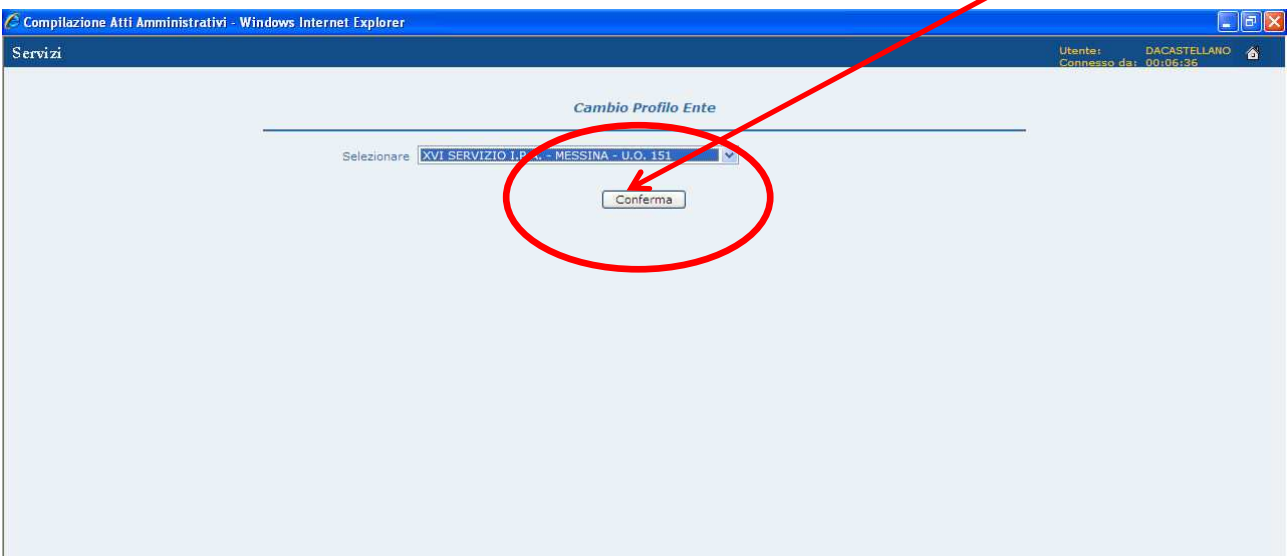 Compilazione Atti Amministrativi - Windows Internet Explorer
Servizi
Utente: DACASTELLANO
Connesso da: 00:06:36
Cambio Profilo Ente
Selezionare XVI SERVIZIO I.P.A. - MESSINA - U.O. 151
Conferma